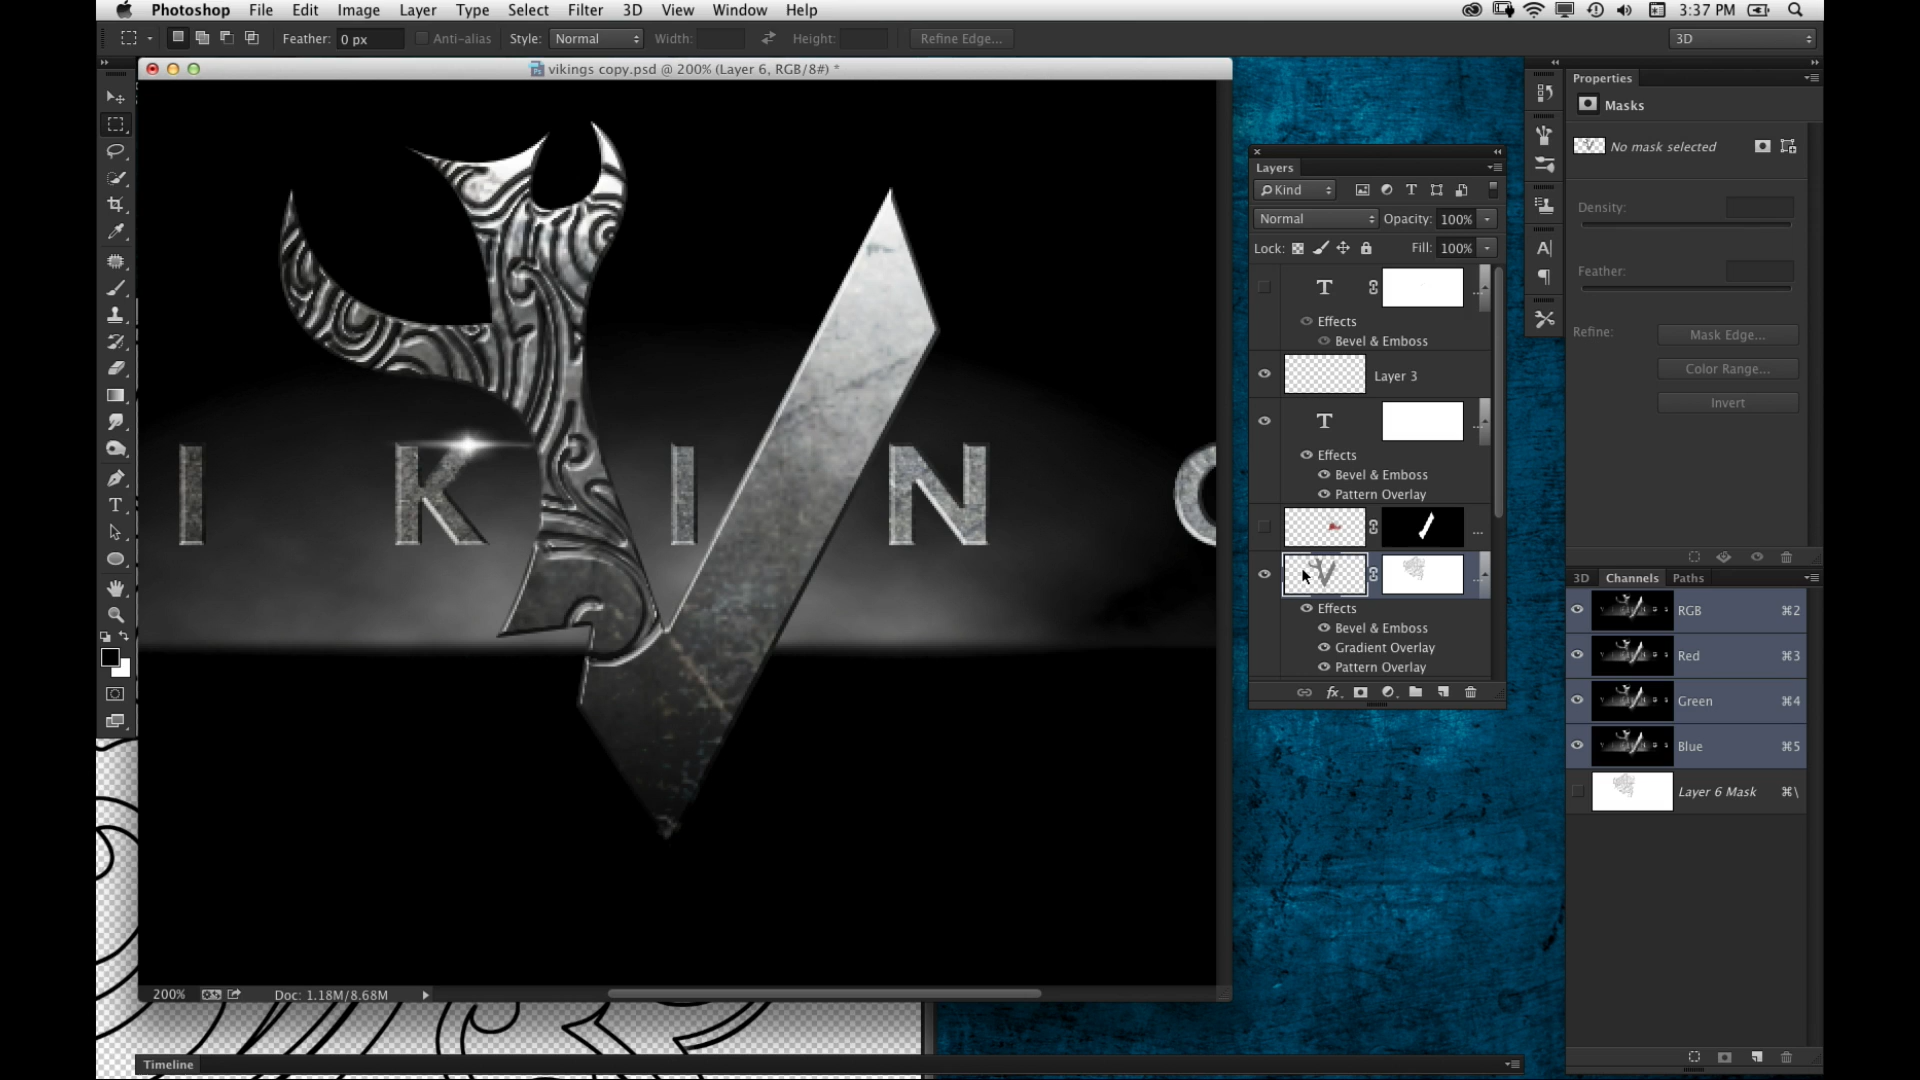 Photoshop File Edit Image Layer Type Select Filter 3D View Window Help 3:37 PM
Feather: 0 px Anti-alias Style: Normal Width: Height: Refine Edge... 3D
vikings copy.psd @ 200% (Layer 6, RGB/8#) *
Properties
Masks
No mask selected
Density:
Feather:
Refine: Mask Edge...
Color Range...
Invert
Layers
Kind
Normal Opacity: 100%
Lock: Fill: 100%
T
Effects
Bevel & Emboss
Layer 3
T
Effects
Bevel & Emboss
Pattern Overlay
Effects
Bevel & Emboss
Gradient Overlay
Pattern Overlay
fx
I K I V N
3D Channels Paths
RGB ⌘2
Red ⌘3
Green ⌘4
Blue ⌘5
Layer 6 Mask ⌘\
200% Doc: 1.18M/8.68M
Timeline